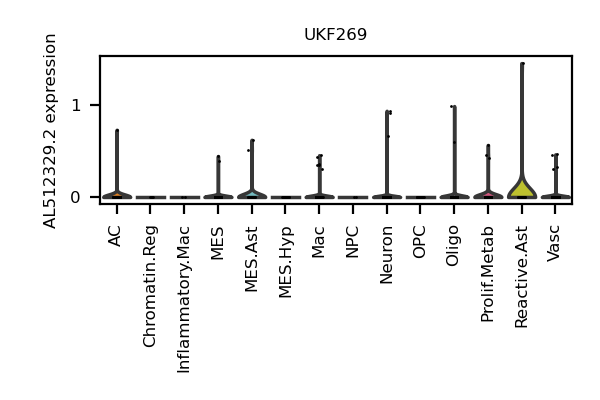 UKF269
AL512329.2 expression
1
0
AC
Chromatin.Reg
Inflammatory.Mac
MES
MES.Ast
MES.Hyp
Mac
NPC
Neuron
OPC
Oligo
Prolif.Metab
Reactive.Ast
Vasc